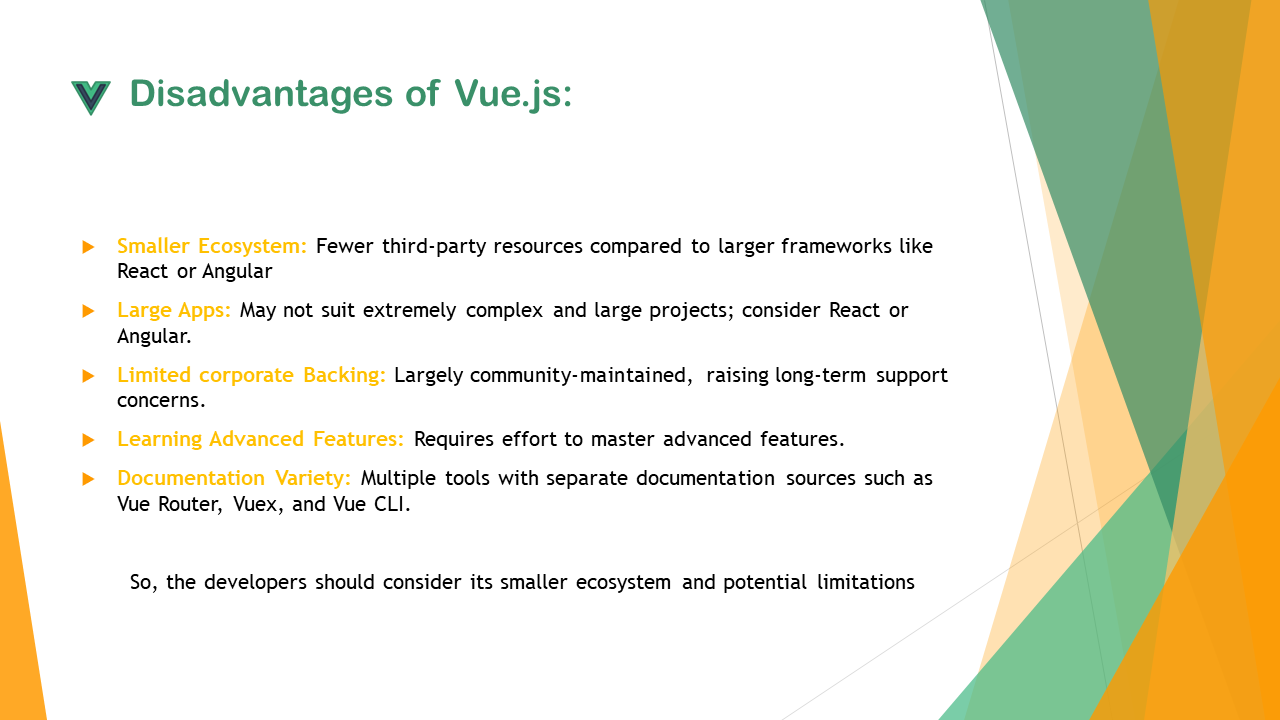 Disadvantages of Vue.js:
Smaller Ecosystem: Fewer third-party resources compared to larger frameworks like
React or Angular
Large Apps: May not suit extremely complex and large projects; consider React or
Angular.
Limited corporate Backing: Largely community-maintained, raising long-term support
concerns.
Learning Advanced Features: Requires effort to master advanced features.
Documentation Variety: Multiple tools with separate documentation sources such as
Vue Router, Vuex, and Vue CLI.
So, the developers should consider its smaller ecosystem and potential limitations